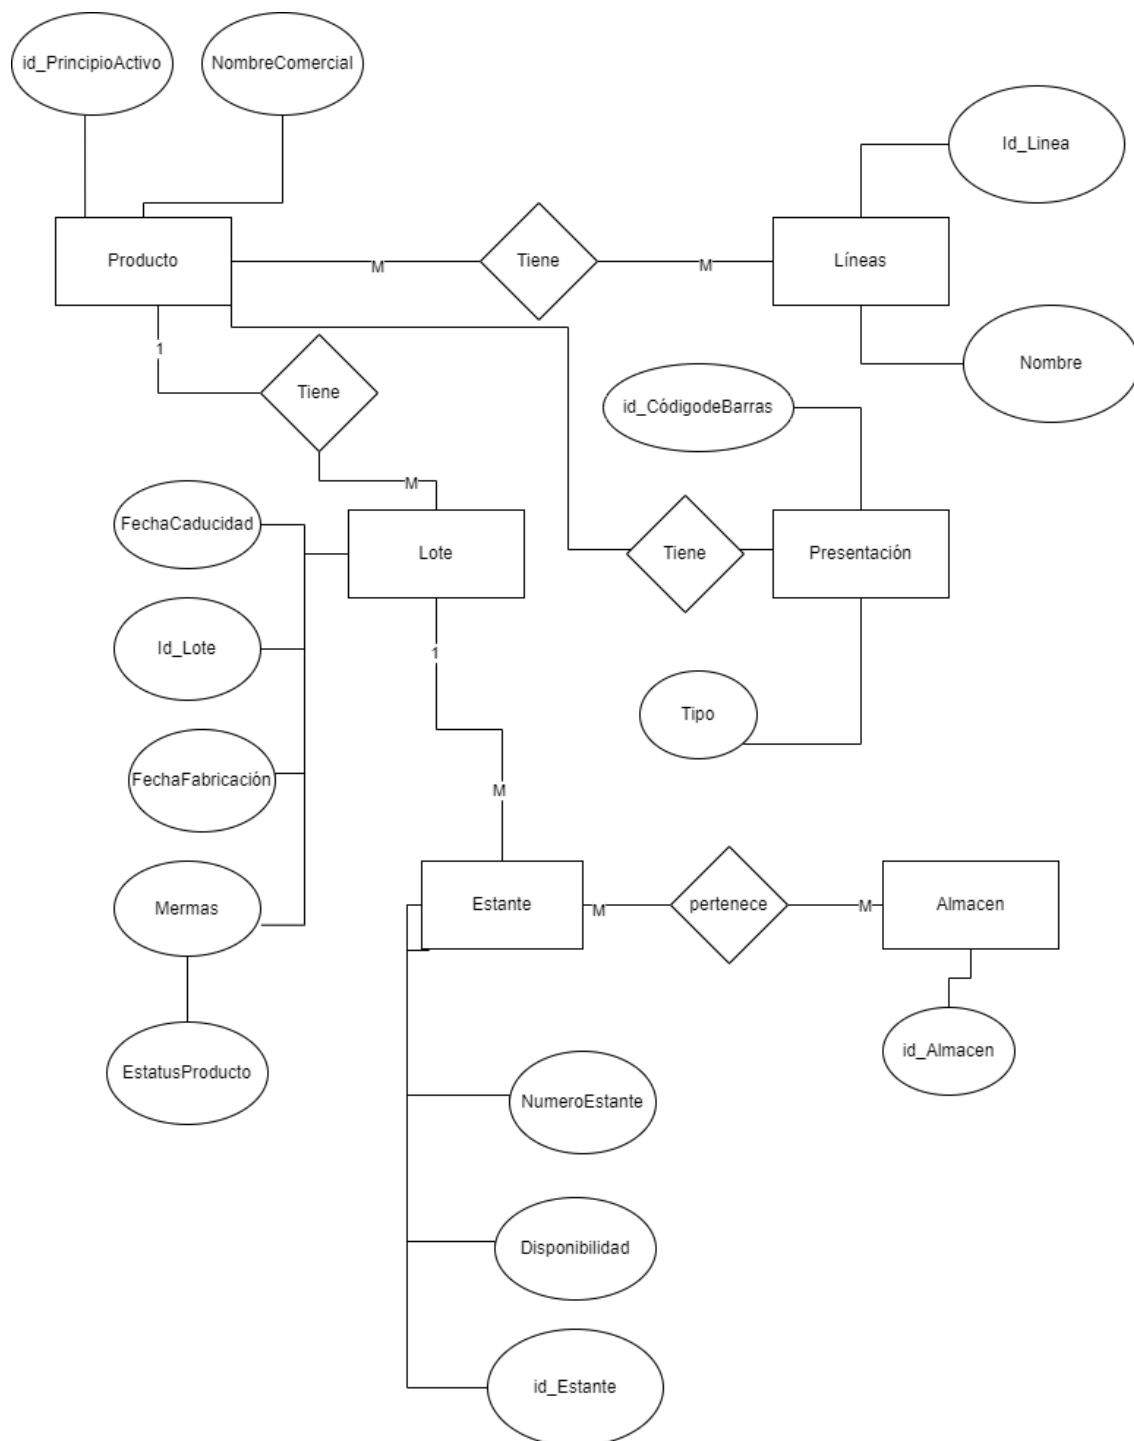 id_PrincipioActivo
NombreComercial
Id_Linea
Producto
M
Tiene
M
Líneas
1
Tiene
Nombre
id_CódigodeBarras
M
FechaCaducidad
Lote
Tiene
Presentación
Id_Lote
1
Tipo
FechaFabricación
M
Mermas
Estante
M
pertenece
M
Almacen
EstatusProducto
id_Almacen
NumeroEstante
Disponibilidad
id_Estante